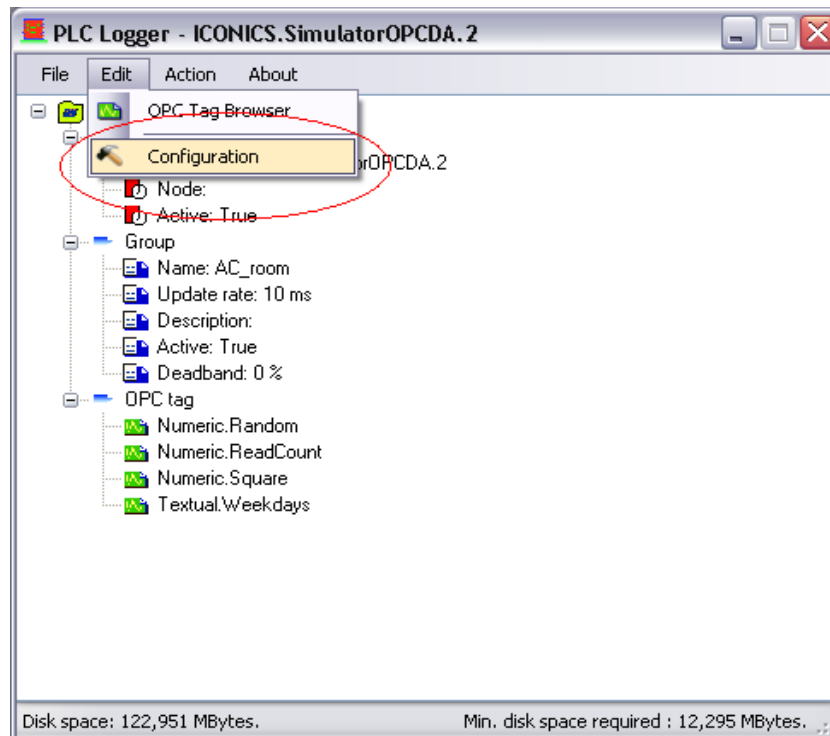 PLC Logger - ICONICS.SimulatorOPCDA.2
File Edit Action About
OPC Tag Browser
Configuration
orOPCDA.2
Node:
Active: True
Group
Name: AC_room
Update rate: 10 ms
Description:
Active: True
Deadband: 0 %
OPC tag
Numeric.Random
Numeric.ReadCount
Numeric.Square
Textual.Weekdays
Disk space: 122,951 MBytes. Min. disk space required : 12,295 MBytes.